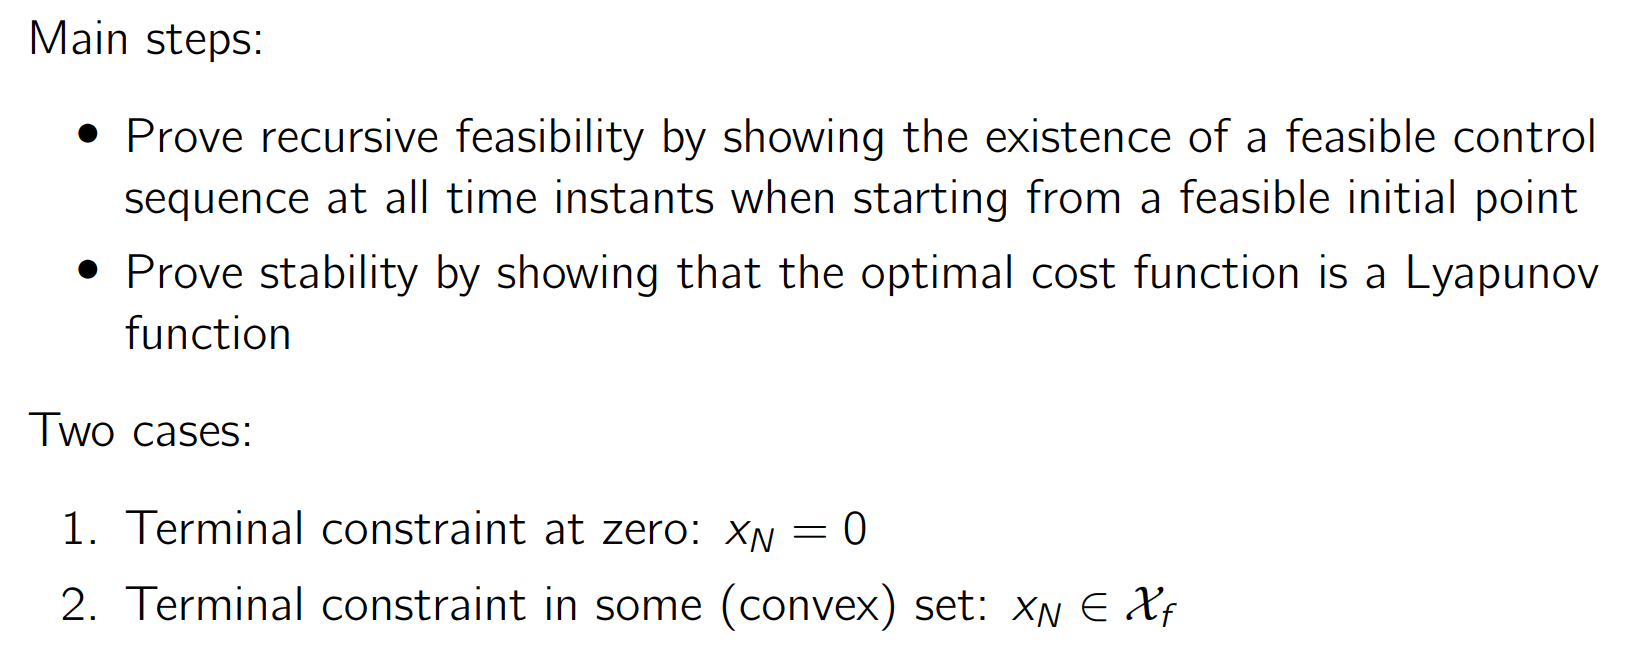 Main steps:
• Prove recursive feasibility by showing the existence of a feasible control
sequence at all time instants when starting from a feasible initial point
• Prove stability by showing that the optimal cost function is a Lyapunov
function
Two cases:
1. Terminal constraint at zero: $x_N = 0$
2. Terminal constraint in some (convex) set: $x_N \in \mathcal{X}_f$